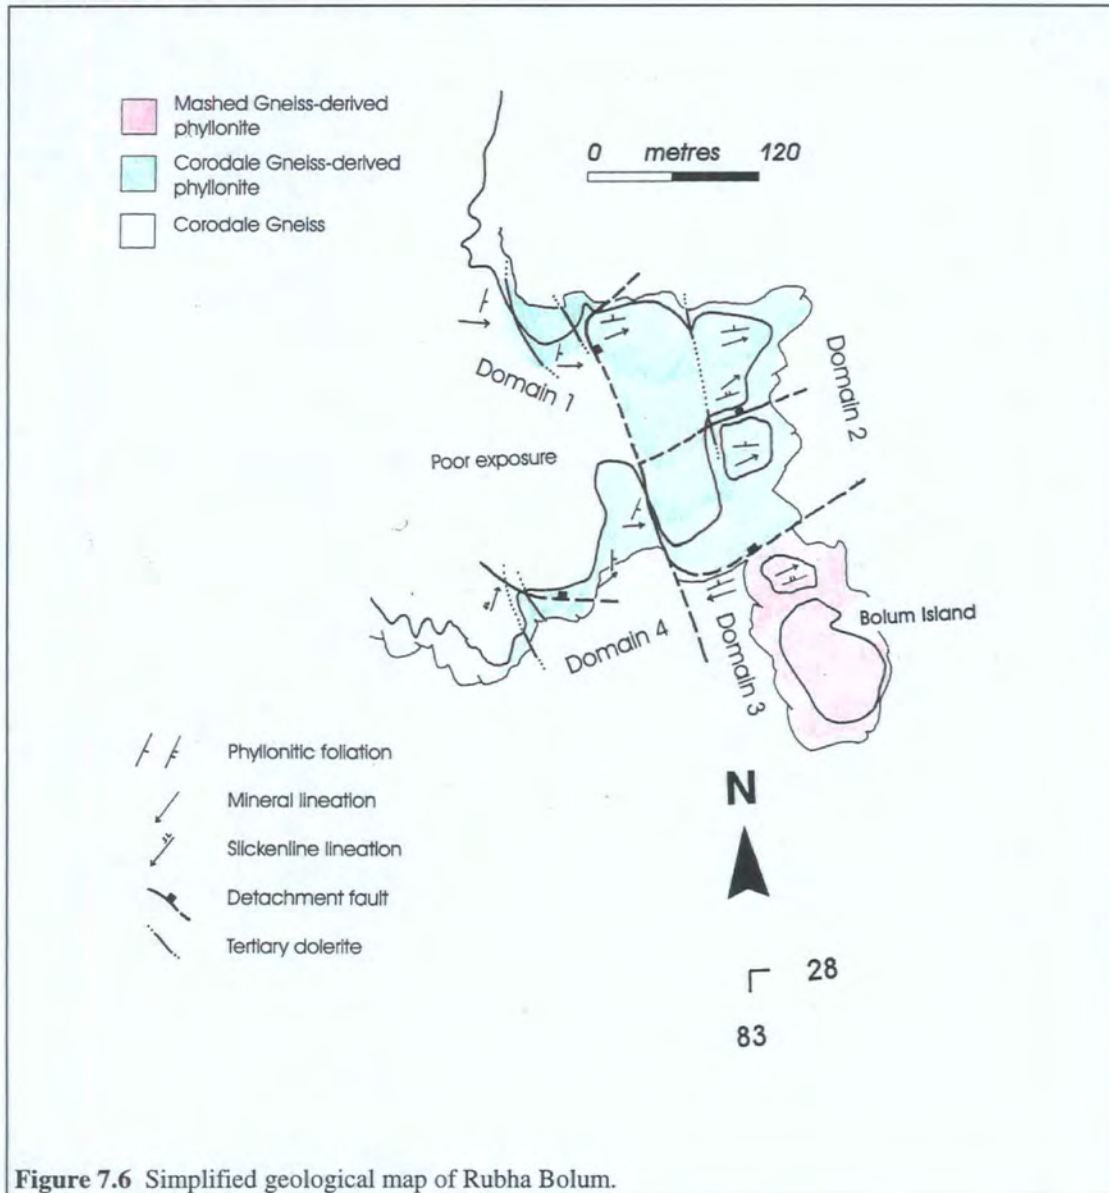 Mashed Gneiss-derived
phyllonite
Corodale Gneiss-derived
phyllonite
Corodale Gneiss
0 metres 120
Domain 1
Domain 2
Poor exposure
Bolum Island
Domain 3
Domain 4
Phyllonitic foliation
Mineral lineation
Slickenline lineation
Detachment fault
Tertiary dolerite
N
28
83
Figure 7.6 Simplified geological map of Rubha Bolum.